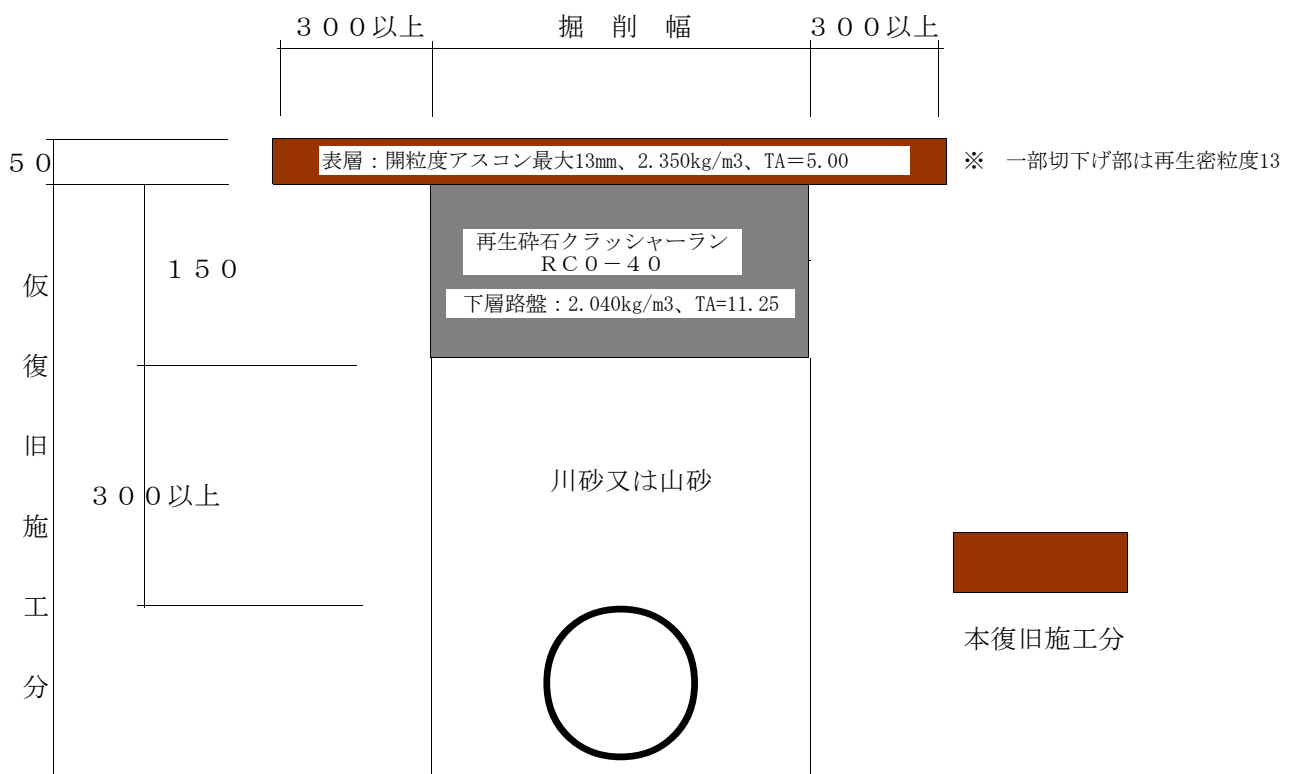 ３００以上
掘　削　幅
３００以上
５０
表層：開粒度アスコン最大13mm、2.350kg/m3、TA＝5.00
※　一部切下げ部は再生密粒度13
１５０
再生砕石クラッシャーラン
ＲＣ０－４０
下層路盤：2.040kg/m3、TA=11.25
仮復旧施工分
３００以上
川砂又は山砂
本復旧施工分